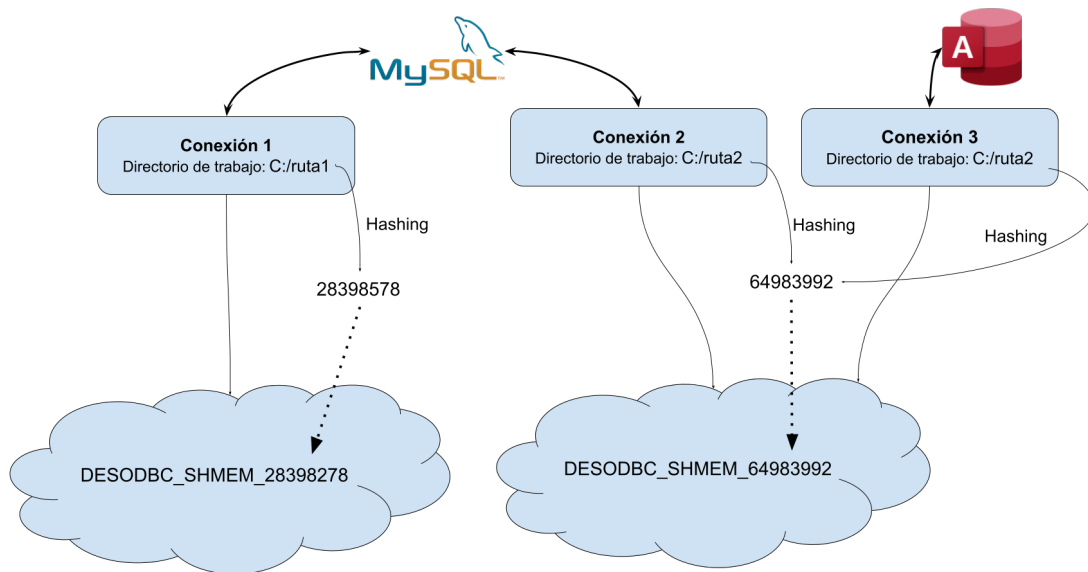 MySQL™
A
Conexión 1
Directorio de trabajo: C:/ruta1
Conexión 2
Directorio de trabajo: C:/ruta2
Conexión 3
Directorio de trabajo: C:/ruta2
Hashing
Hashing
Hashing
28398578
64983992
DESODBC_SHMEM_28398278
DESODBC_SHMEM_64983992